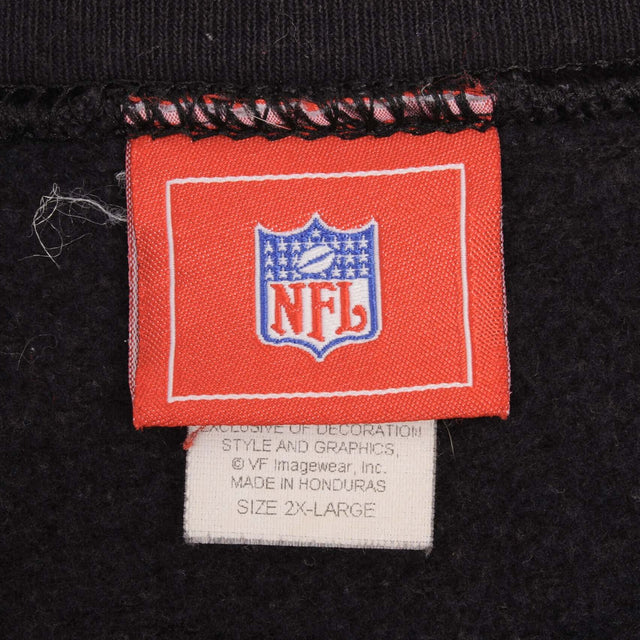 NFL
EXCLUSIVE OF DECORATION
STYLE AND GRAPHICS,
© VF Imagewear, Inc.
MADE IN HONDURAS
SIZE 2X-LARGE